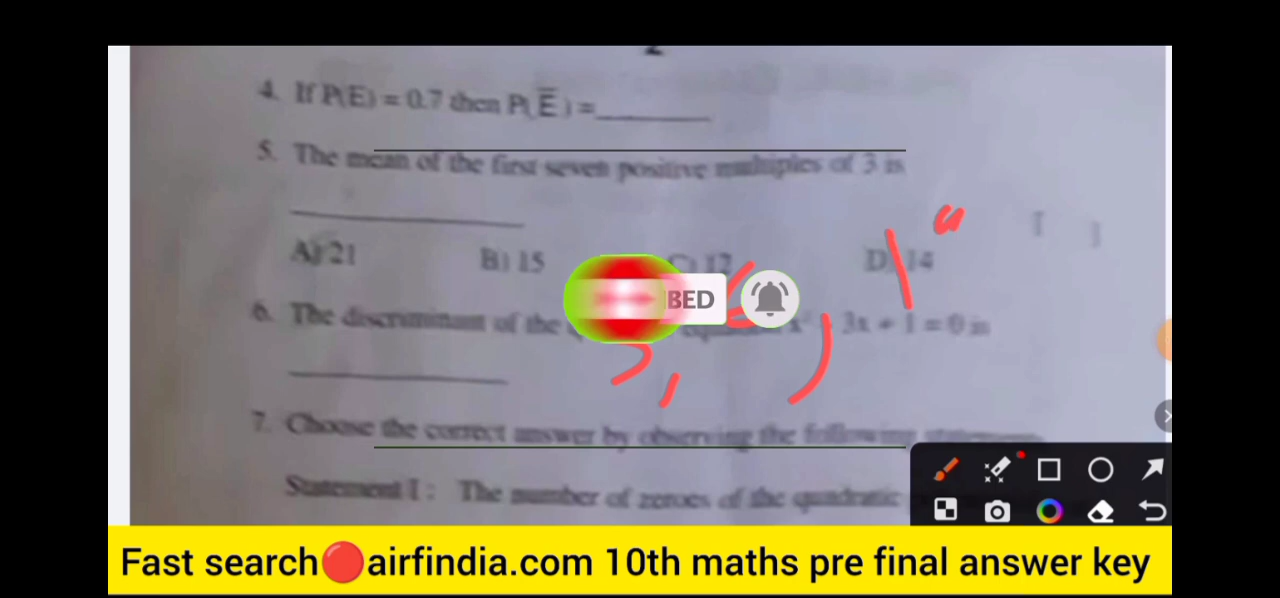 4. If P(E) = 0.7 then P(E̅) = ________
5. The mean of the first seven positive multiples of 3 is
________
A) 21 B) 15 C) 12 D) 14
[ ]
BED
6. The discriminant of the 3x + 1 = 0 is
________
7. Choose the correct answer by observing the following statements
Statement I : The number of zeroes of the quadratic
Fast search🔴airfindia.com 10th maths pre final answer key